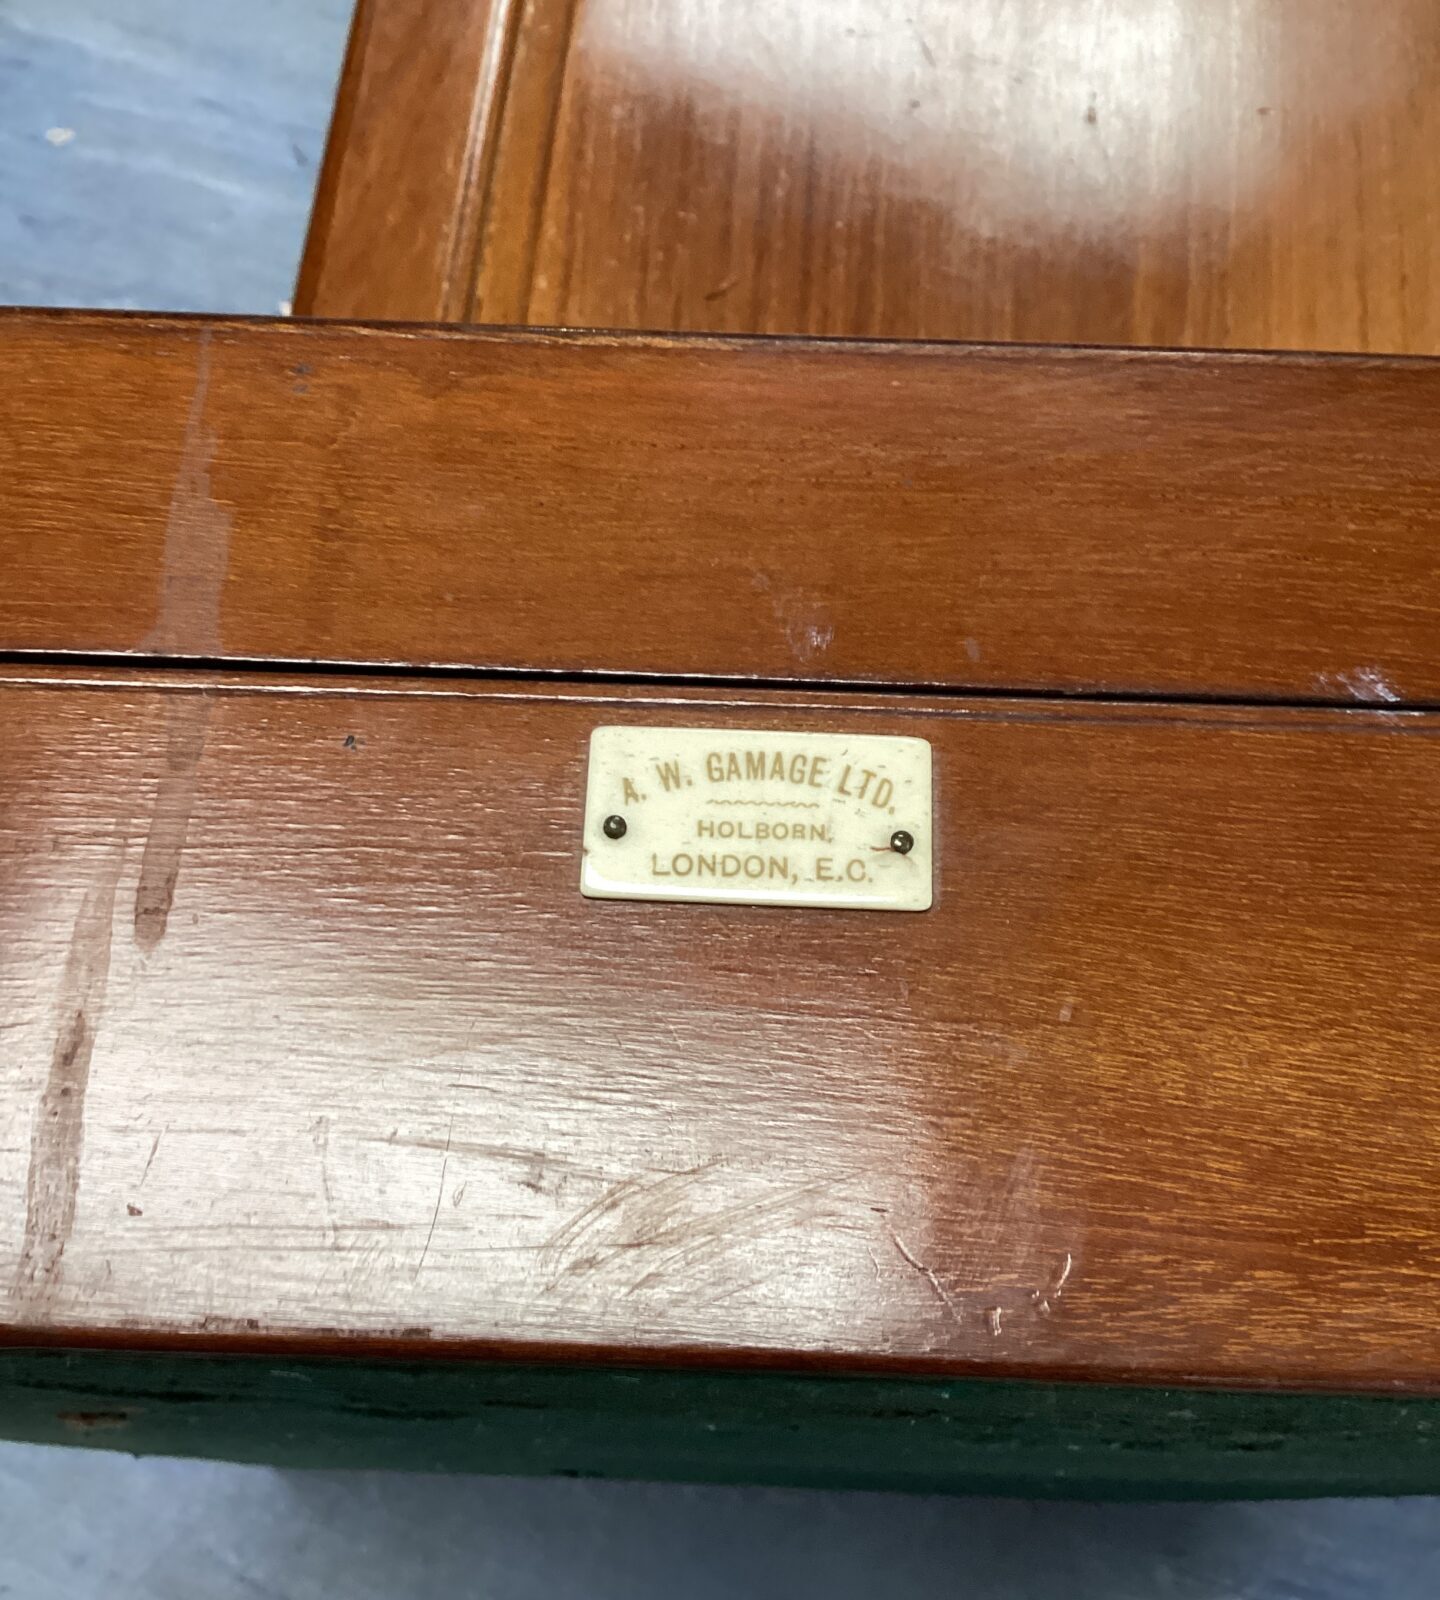 A. W. GAMAGE LTD.
HOLBORN,
LONDON, E.C.